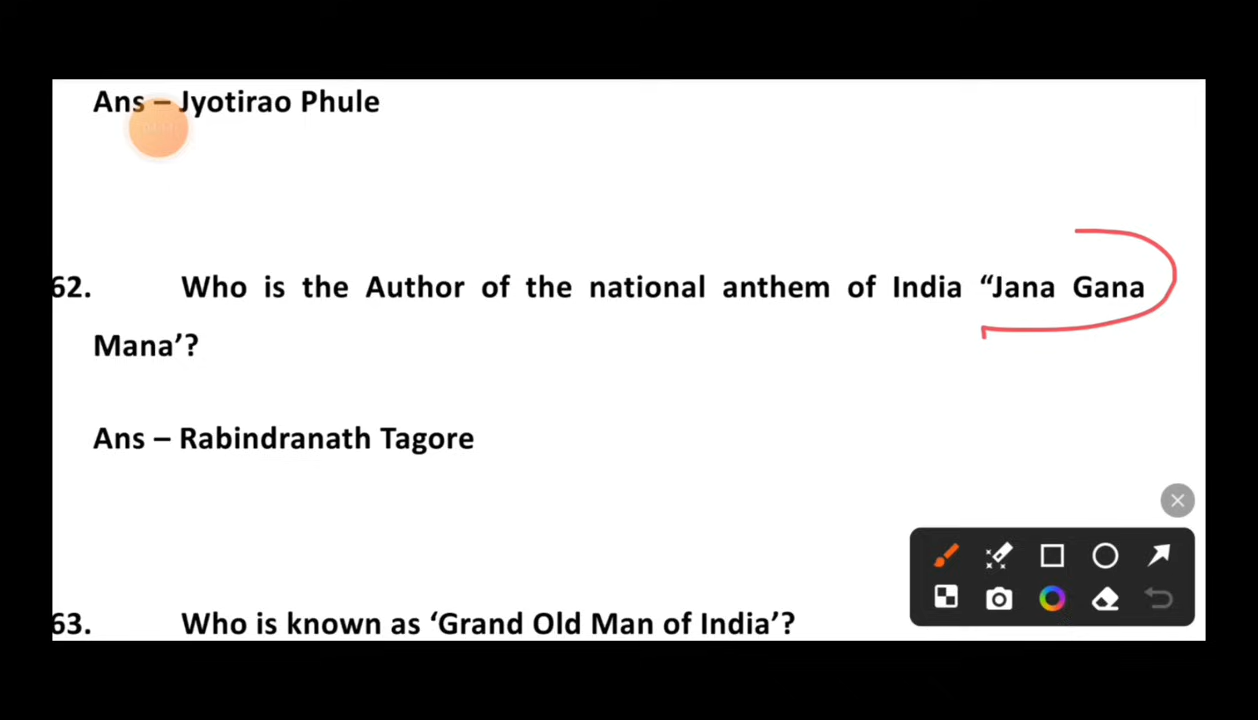 Ans – Jyotirao Phule
62. Who is the Author of the national anthem of India “Jana Gana
Mana’?
Ans – Rabindranath Tagore
63. Who is known as ‘Grand Old Man of India’?